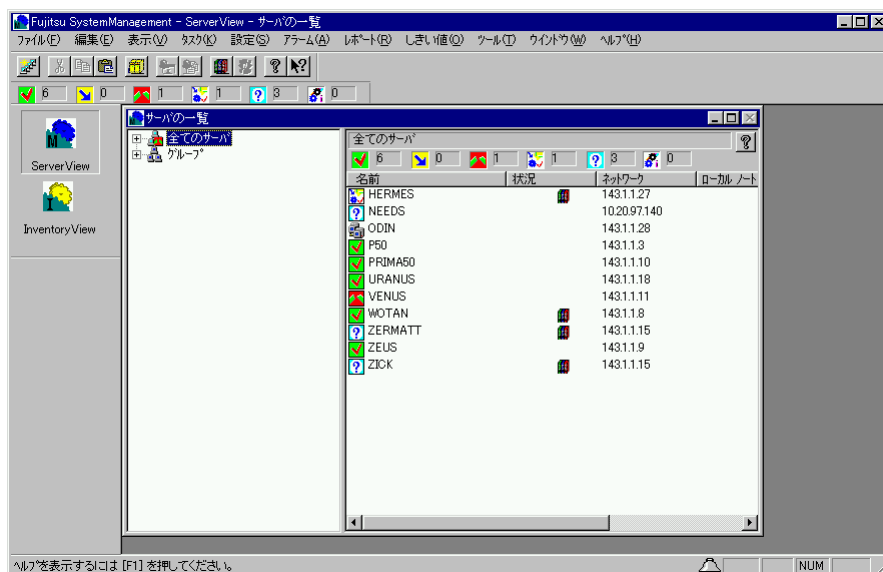 Fujitsu SystemManagement - ServerView - サーバの一覧
ファイル(F) 編集(E) 表示(V) タスク(K) 設定(S) アラーム(A) レポート(R) しきい値(O) ツール(T) ウインドウ(W) ヘルプ(H)
6 0 1 1 3 0
ServerView
InventoryView
サーバの一覧
全てのサーバ
グループ
全てのサーバ
6 0 1 1 3 0
名前 状況 ネットワーク ローカル ノート
HERMES 143.1.1.27
NEEDS 10.20.97.140
ODIN 143.1.1.28
P50 143.1.1.3
PRIMA50 143.1.1.10
URANUS 143.1.1.18
VENUS 143.1.1.11
WOTAN 143.1.1.8
ZERMATT 143.1.1.15
ZEUS 143.1.1.9
ZICK 143.1.1.15
ヘルプを表示するには [F1] を押してください。
NUM